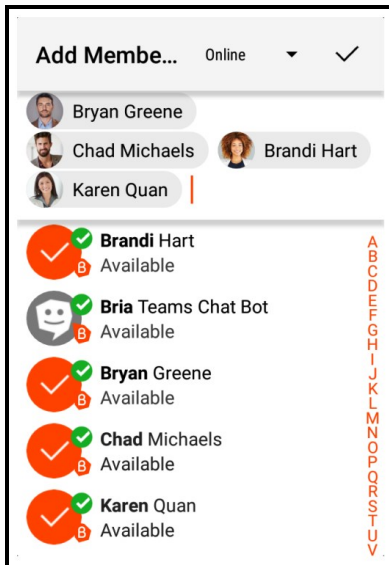 Add Membe... Online
Bryan Greene
Chad Michaels Brandi Hart
Karen Quan
Brandi Hart
Available
Bria Teams Chat Bot
Available
Bryan Greene
Available
Chad Michaels
Available
Karen Quan
Available
A
B
C
D
E
F
G
H
I
J
K
L
M
N
O
P
Q
R
S
T
U
V